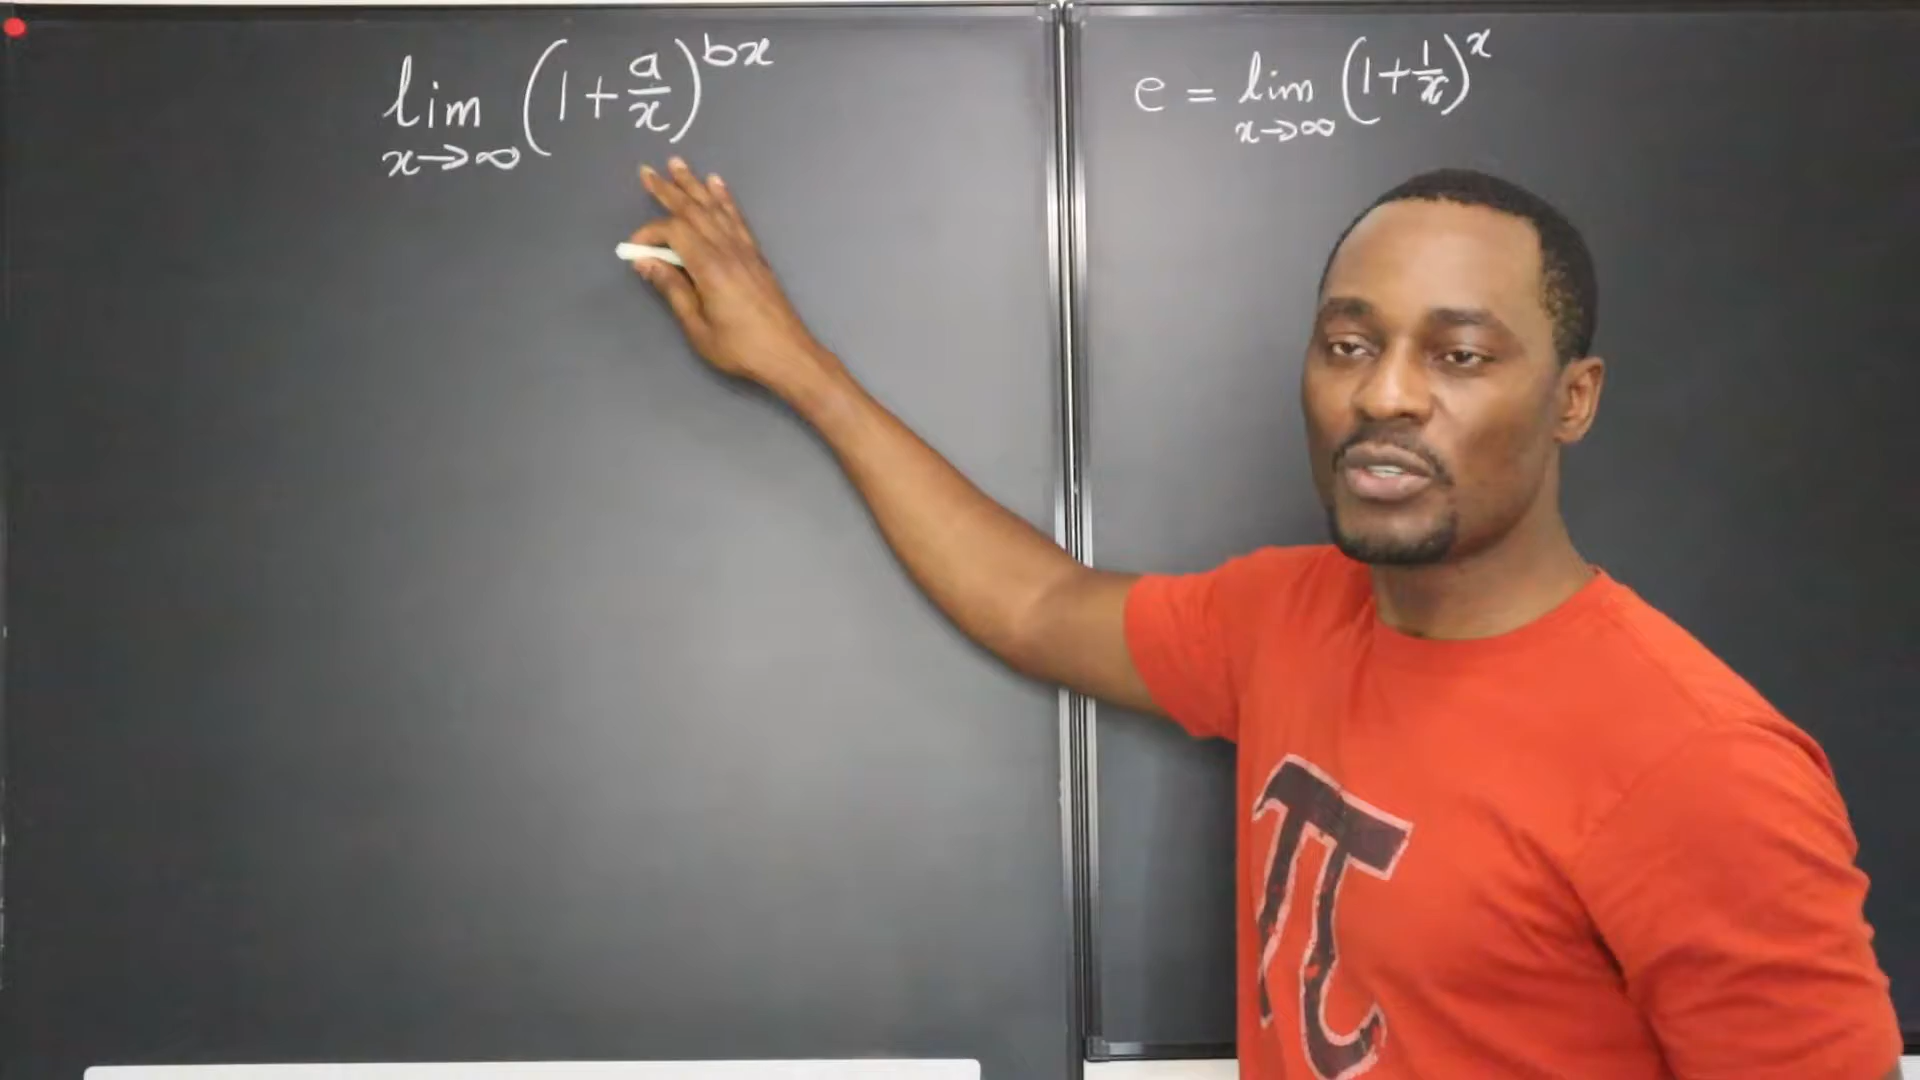 lim (1 + a/x)^bx
x→∞
e = lim (1 + 1/x)^x
x→∞
π